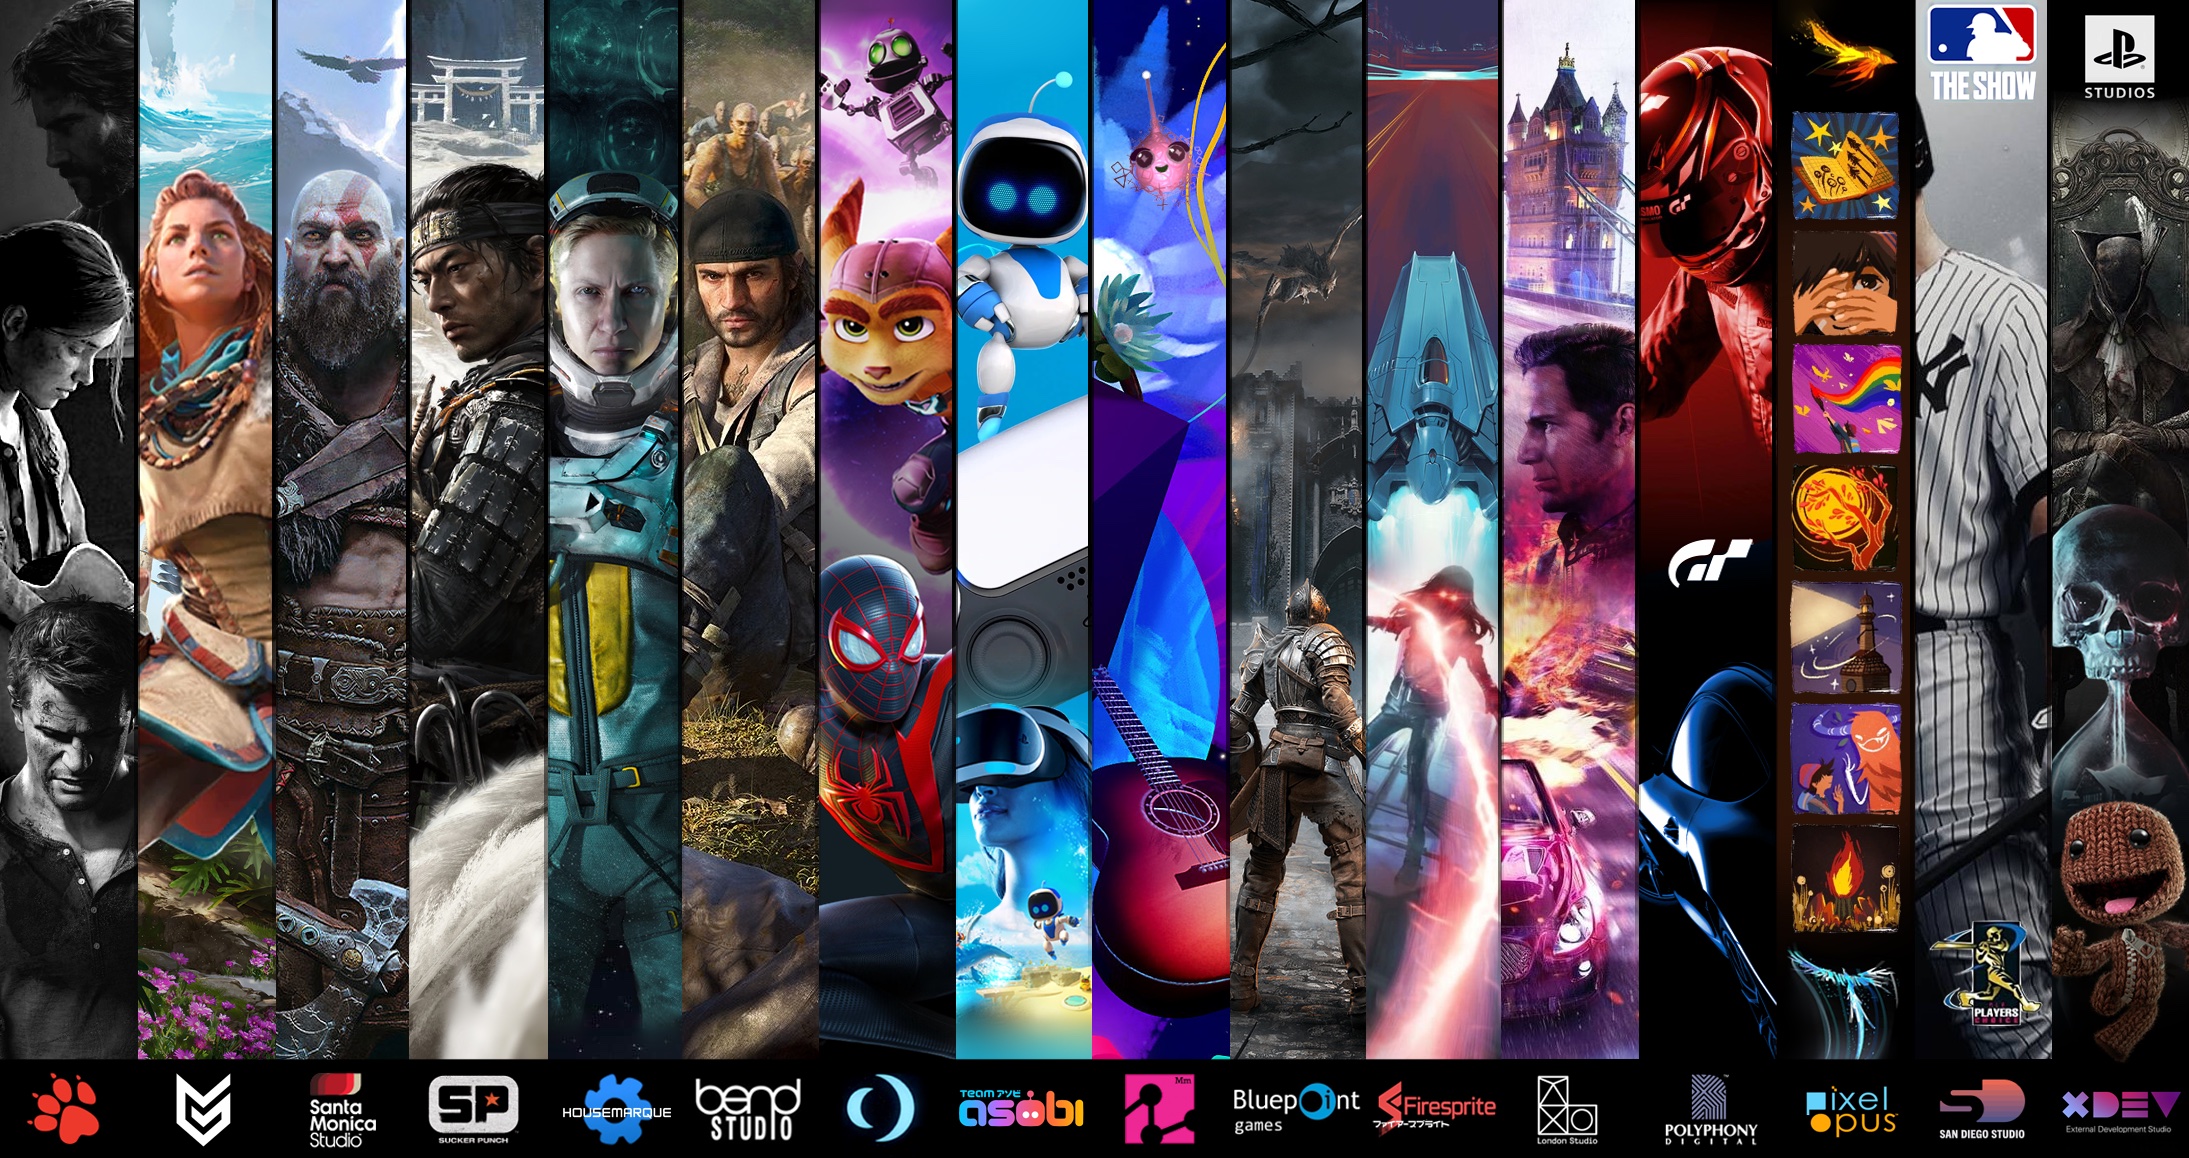 THE SHOW
STUDIOS
PLAYERS
CHOICE
Santa
Monica
Studio
SP
SUCKER PUNCH
HOUSEMARQUE
bend
STUDIO
TEAM アソビ
asobi
Mm
Bluepoint
games
Firesprite
ファイアースプライト
London Studio
POLYPHONY
DIGITAL
Pixel
opus
SAN DIEGO STUDIO
XDEV
External Development Studio